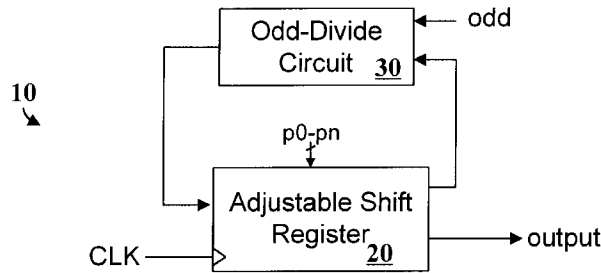 Odd-Divide
Circuit 30
odd
10
p0-pn
Adjustable Shift
Register 20
output
CLK